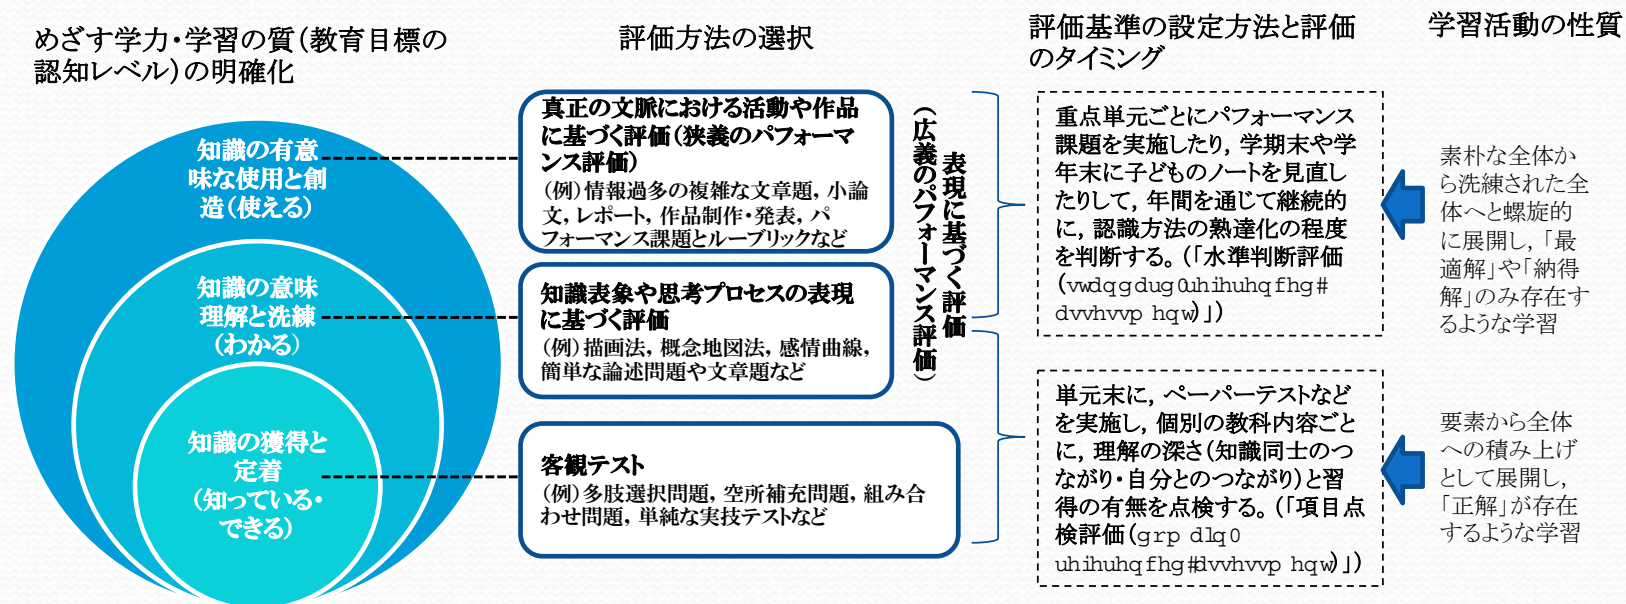 めざす学力・学習の質（教育目標の
認知レベル）の明確化
評価方法の選択
評価基準の設定方法と評価
のタイミング
学習活動の性質
知識の有意
味な使用と創
造（使える）
知識の意味
理解と洗練
（わかる）
知識の獲得と
定着
（知っている・
できる）
真正の文脈における活動や作品
に基づく評価（狭義のパフォーマ
ンス評価）
（例）情報過多の複雑な文章題，小論
文，レポート，作品制作・発表，パ
フォーマンス課題とルーブリックなど
知識表象や思考プロセスの表現
に基づく評価
（例）描画法，概念地図法，感情曲線，
簡単な論述問題や文章題など
客観テスト
（例）多肢選択問題，空所補充問題，組み合
わせ問題，単純な実技テストなど
表現に基づく評価
（広義のパフォーマンス評価）
重点単元ごとにパフォーマンス
課題を実施したり，学期末や学
年末に子どものノートを見直し
たりして，年間を通じて継続的
に，認識方法の熟達化の程度
を判断する。（「水準判断評価
（vwdqgdug0uhihuhqfhg#
dvvhvvp hqw）」）
単元末に，ペーパーテストなど
を実施し，個別の教科内容ごと
に，理解の深さ（知識同士のつ
ながり・自分とのつながり）と習
得の有無を点検する。（「項目点
検評価（grp dlq0
uhihuhqfhg#dvvhvvp hqw）」）
素朴な全体か
ら洗練された全
体へと螺旋的
に展開し，「最
適解」や「納得
解」のみ存在す
るような学習
要素から全体
への積み上げ
として展開し，
「正解」が存在
するような学習